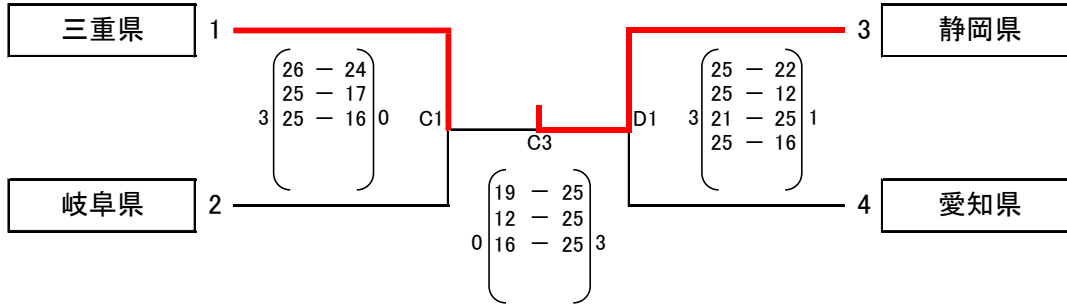 三重県 1
3 静岡県
26 － 24
25 － 17
3 25 － 16 0
C1
25 － 22
25 － 12
3 21 － 25 1
25 － 16
D1
C3
岐阜県 2
4 愛知県
19 － 25
12 － 25
0 16 － 25 3